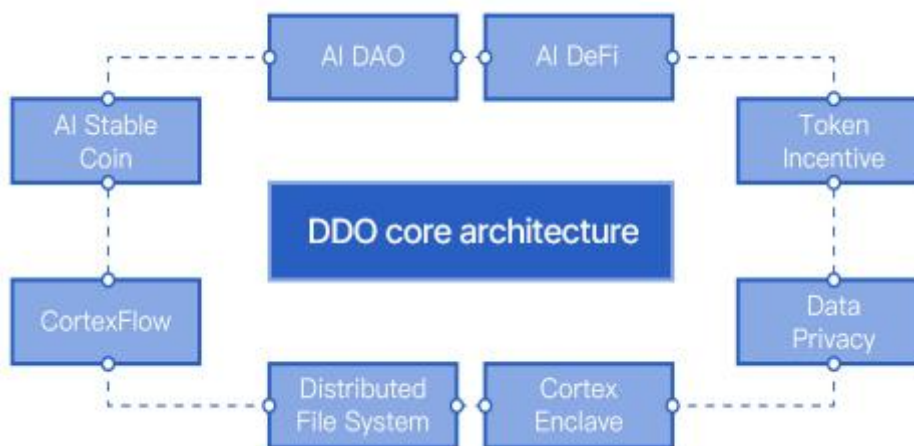 AI DAO
AI DeFi
AI Stable
Coin
Token
Incentive
DDO core architecture
CortexFlow
Data
Privacy
Distributed
File System
Cortex
Enclave